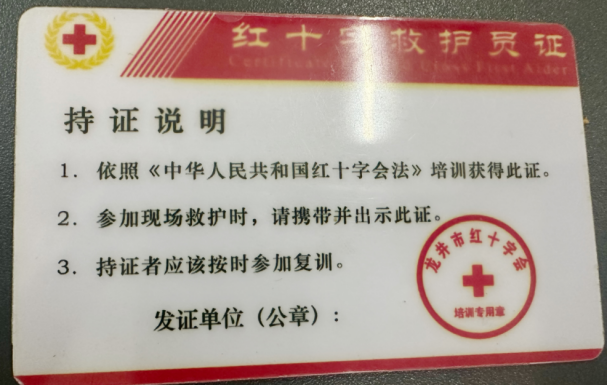 红十字救护员证
Certificate Cross First Aider
持证说明
1. 依照《中华人民共和国红十字会法》培训获得此证。
2. 参加现场救护时，请携带并出示此证。
3. 持证者应该按时参加复训。
龙井市红十字会
培训专用章
发证单位（公章）：